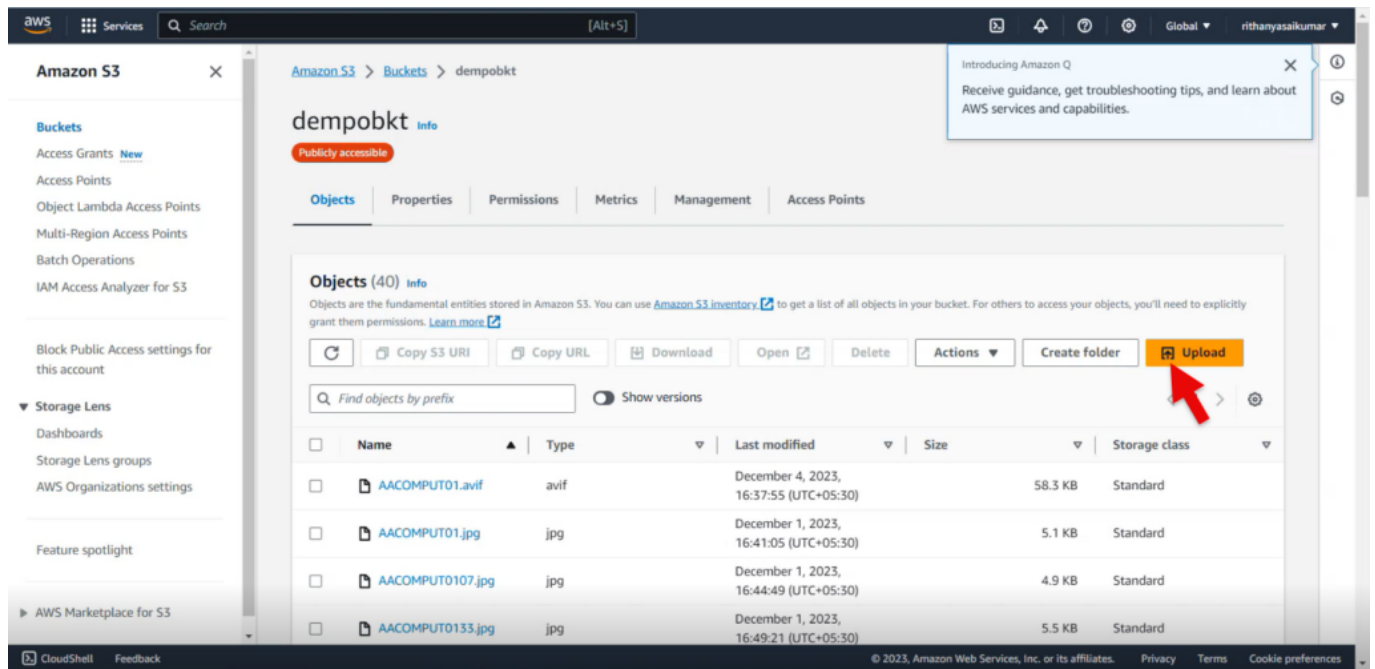 aws
Services
Search
[Alt+S]
Global
rithanyasaikumar
Amazon S3
Buckets
Access Grants New
Access Points
Object Lambda Access Points
Multi-Region Access Points
Batch Operations
IAM Access Analyzer for S3
Block Public Access settings for
this account
Storage Lens
Dashboards
Storage Lens groups
AWS Organizations settings
Feature spotlight
AWS Marketplace for S3
Amazon S3 > Buckets > dempobkt
Introducing Amazon Q
Receive guidance, get troubleshooting tips, and learn about
AWS services and capabilities.
dempobkt Info
Publicly accessible
Objects Properties Permissions Metrics Management Access Points
Objects (40) Info
Objects are the fundamental entities stored in Amazon S3. You can use Amazon S3 inventory to get a list of all objects in your bucket. For others to access your objects, you'll need to explicitly
grant them permissions. Learn more
Copy S3 URI Copy URL Download Open Delete Actions Create folder Upload
Find objects by prefix
Show versions
Name Type Last modified Size Storage class
AACOMPUT01.avif avif December 4, 2023, 58.3 KB Standard
16:37:55 (UTC+05:30)
AACOMPUT01.jpg jpg December 1, 2023, 5.1 KB Standard
16:41:05 (UTC+05:30)
AACOMPUT0107.jpg jpg December 1, 2023, 4.9 KB Standard
16:44:49 (UTC+05:30)
AACOMPUT0133.jpg jpg December 1, 2023, 5.5 KB Standard
16:49:21 (UTC+05:30)
CloudShell Feedback © 2023, Amazon Web Services, Inc. or its affiliates. Privacy Terms Cookie preferences